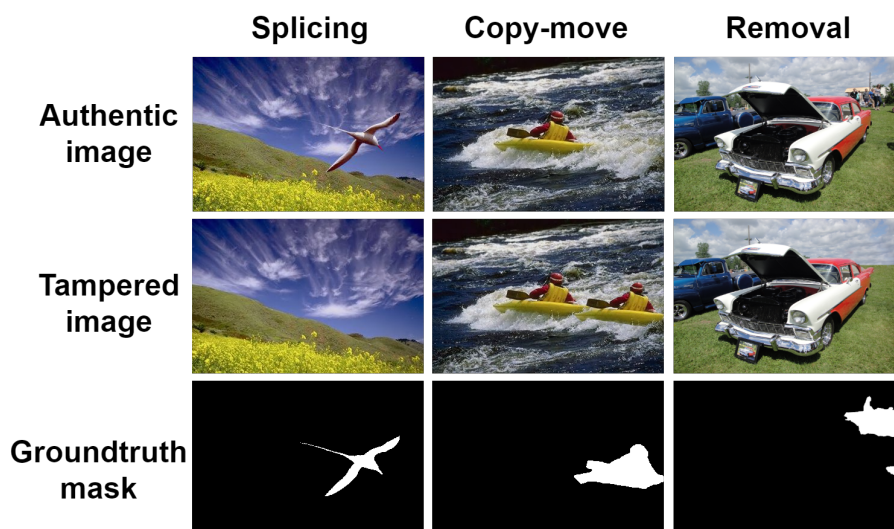 Splicing Copy-move Removal
Authentic
image
Tampered
image
Groundtruth
mask